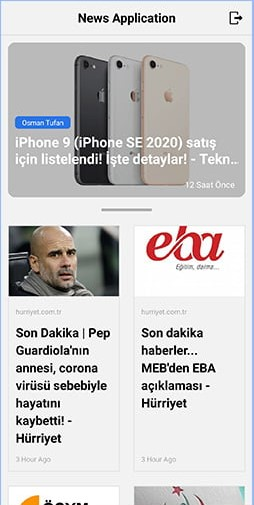 News Application
Osman Tufan
iPhone 9 (iPhone SE 2020) satış
için listelendi! İşte detaylar! - Tekn...
12 Saat Önce
hurriyet.com.tr
Son Dakika | Pep
Guardiola'nın
annesi, corona
virüsü sebebiyle
hayatını
kaybetti! -
Hürriyet
3 Hour Ago
eba
Eğitim, darma...
hurriyet.com.tr
Son dakika
haberler...
MEB'den EBA
açıklaması -
Hürriyet
3 Hour Ago